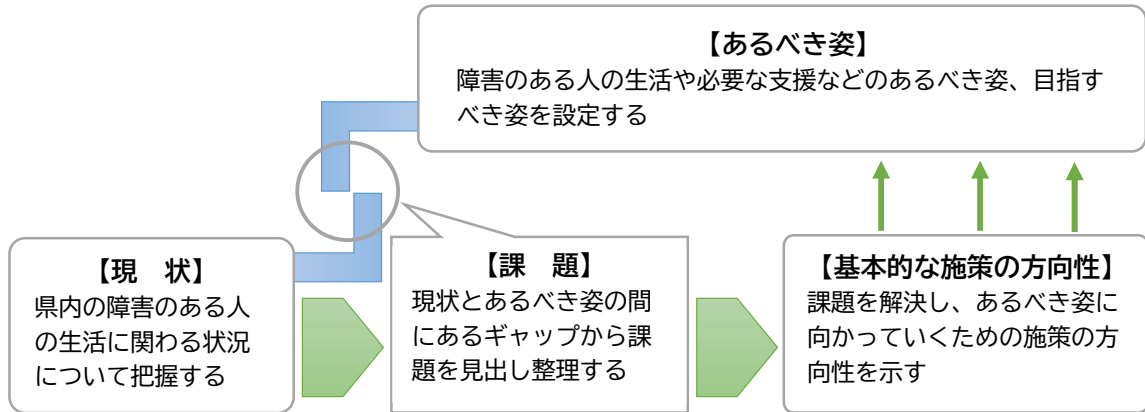 【あるべき姿】
障害のある人の生活や必要な支援などのあるべき姿、目指す
べき姿を設定する
【現　状】
県内の障害のある人
の生活に関わる状況
について把握する
【課　題】
現状とあるべき姿の間
にあるギャップから課
題を見出し整理する
【基本的な施策の方向性】
課題を解決し、あるべき姿に
向かっていくための施策の方
向性を示す